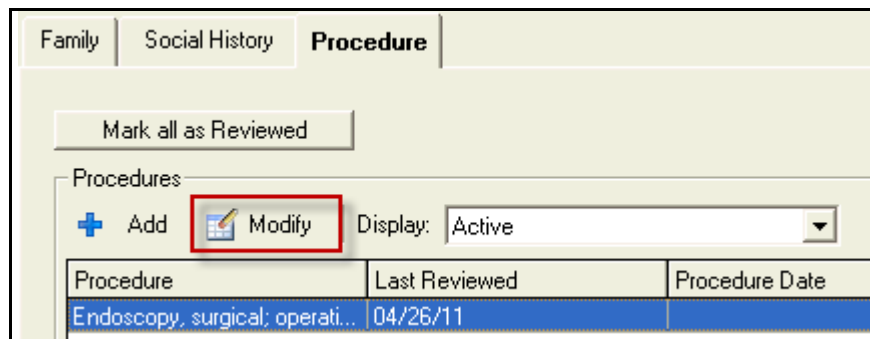 Family Social History Procedure
Mark all as Reviewed
Procedures
Add Modify Display: Active
Procedure Last Reviewed Procedure Date
Endoscopy, surgical; operati... 04/26/11